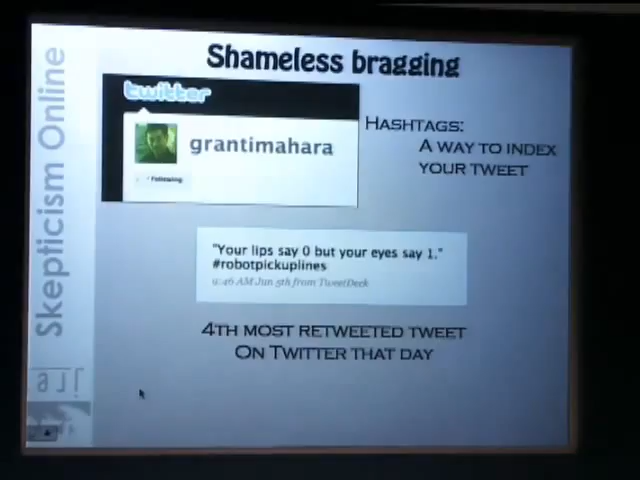 Shameless bragging
Skepticism Online
twitter
grantimahara
Following
HASHTAGS:
A WAY TO INDEX
YOUR TWEET
"Your lips say 0 but your eyes say 1."
#robotpickuplines
9:46 AM Jun 5th from TweetDeck
4TH MOST RETWEETED TWEET
ON TWITTER THAT DAY